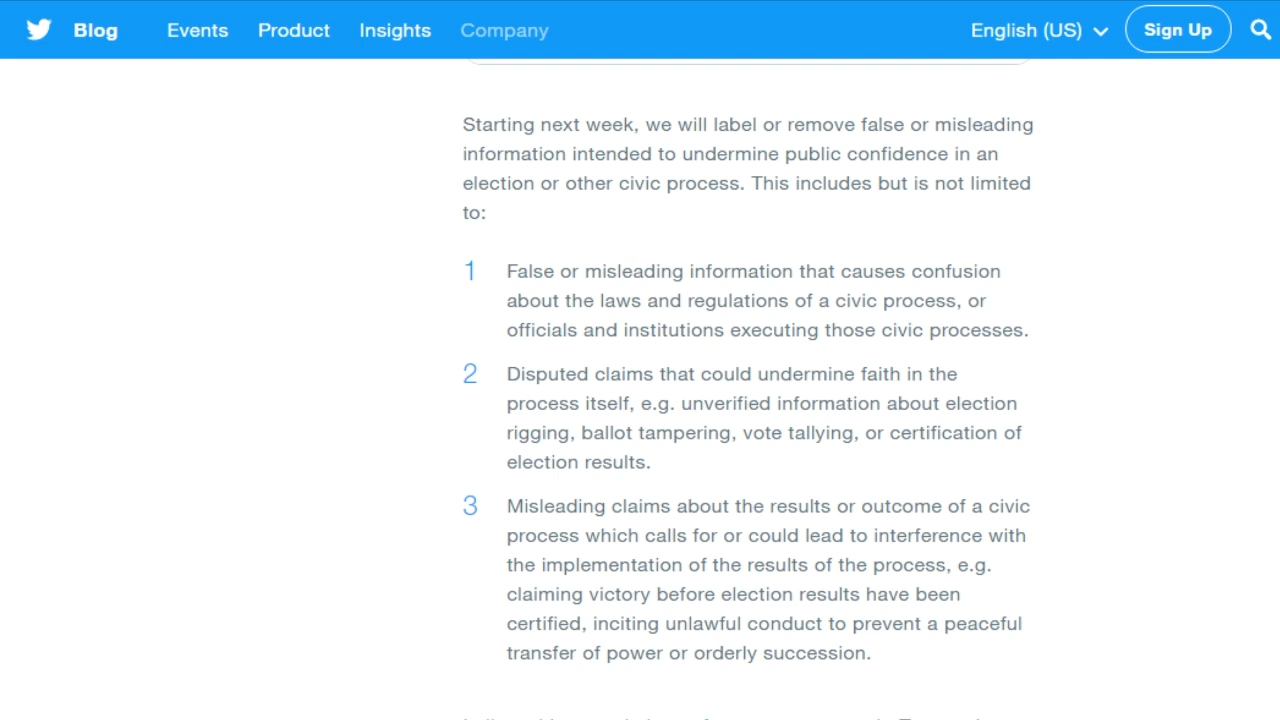 Blog Events Product Insights Company English (US) Sign Up
Starting next week, we will label or remove false or misleading
information intended to undermine public confidence in an
election or other civic process. This includes but is not limited
to:
1 False or misleading information that causes confusion
about the laws and regulations of a civic process, or
officials and institutions executing those civic processes.
2 Disputed claims that could undermine faith in the
process itself, e.g. unverified information about election
rigging, ballot tampering, vote tallying, or certification of
election results.
3 Misleading claims about the results or outcome of a civic
process which calls for or could lead to interference with
the implementation of the results of the process, e.g.
claiming victory before election results have been
certified, inciting unlawful conduct to prevent a peaceful
transfer of power or orderly succession.